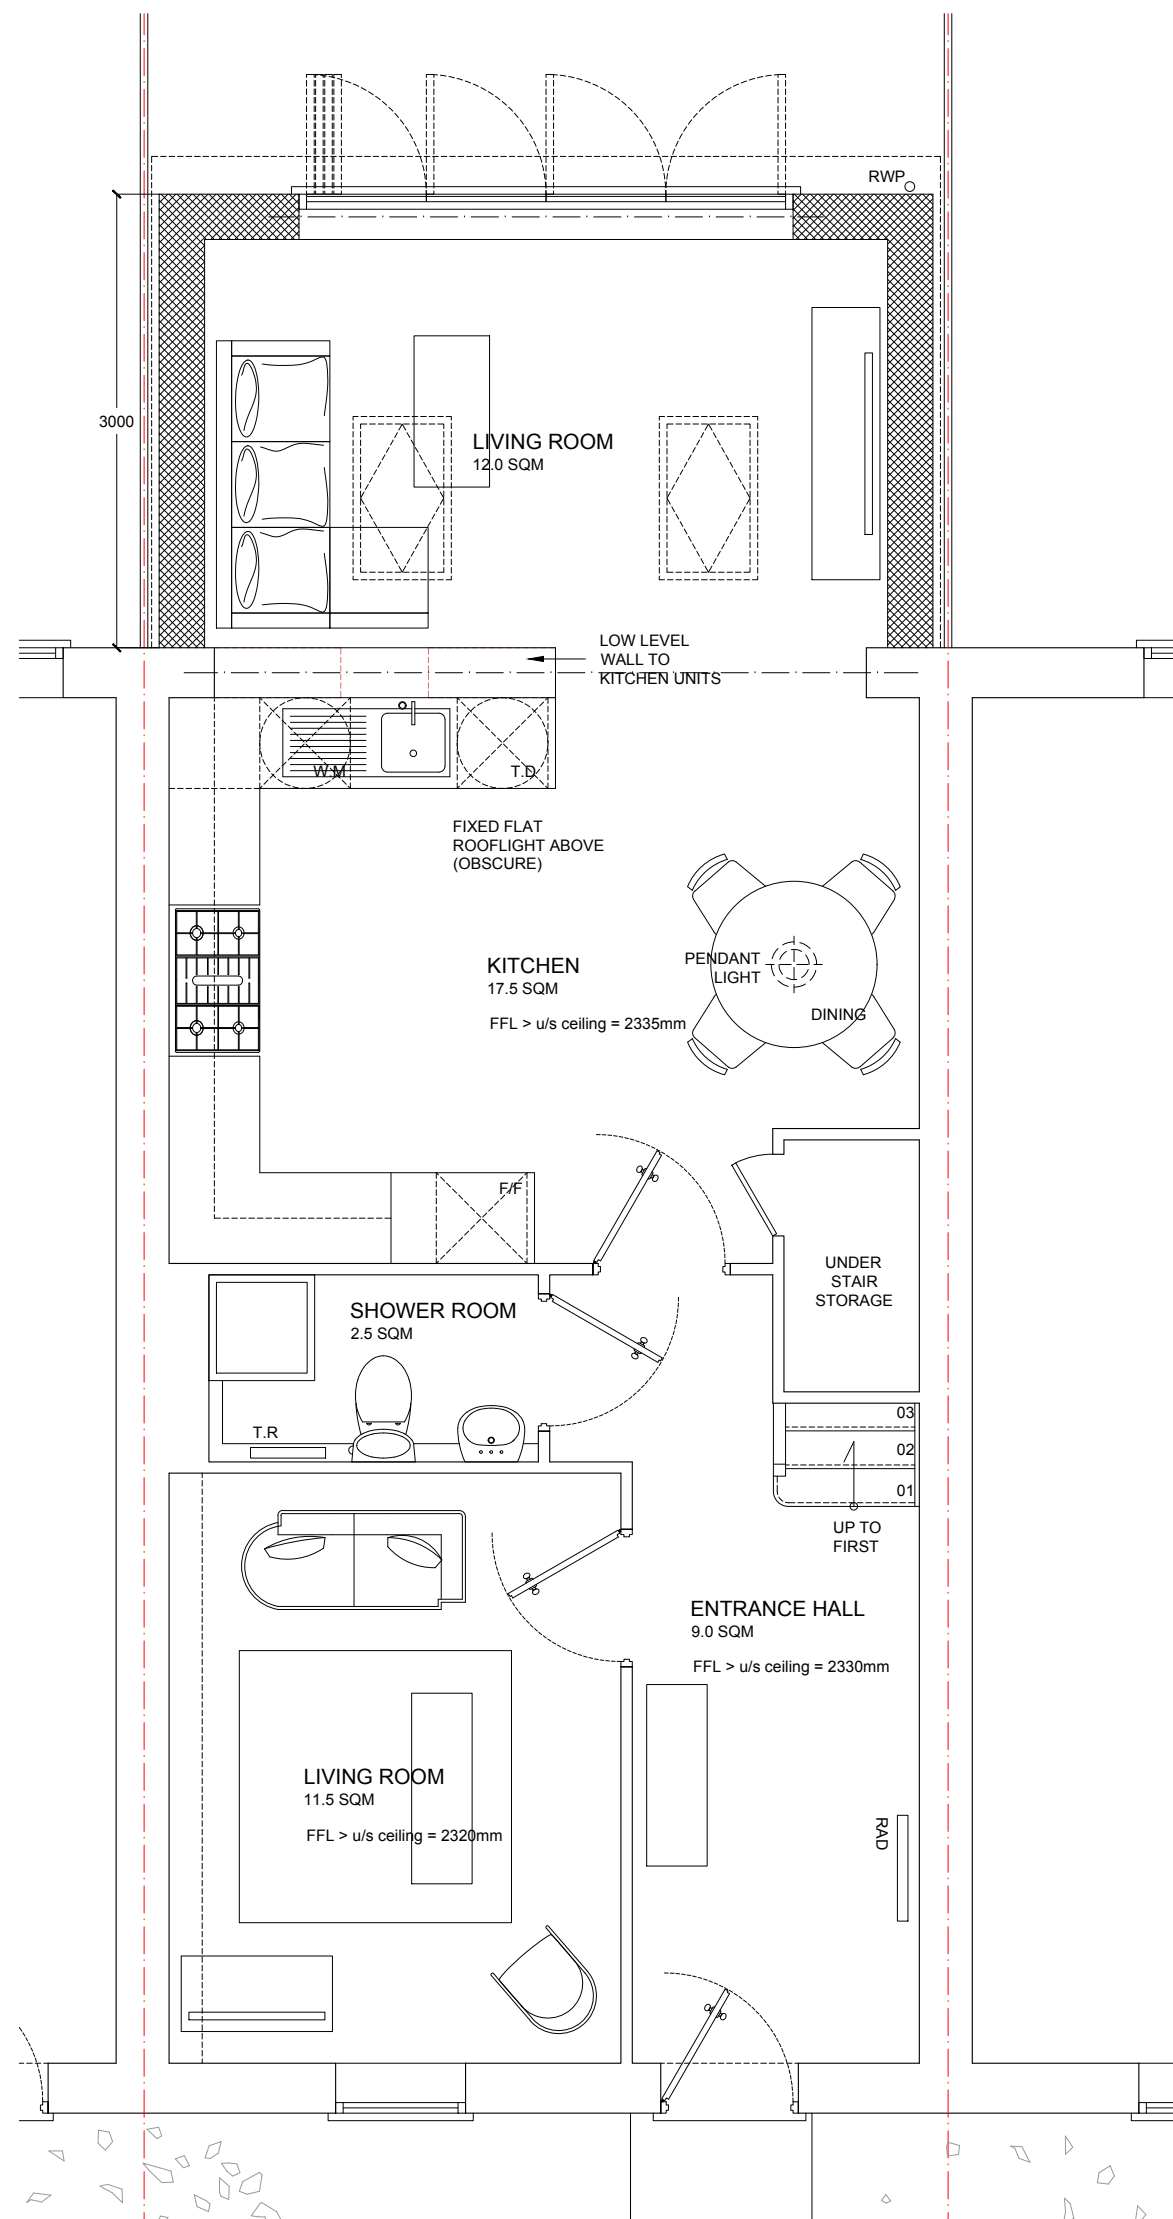 RWP
3000
LIVING ROOM
12.0 SQM
LOW LEVEL
WALL TO
KITCHEN UNITS
W.M
T.D
FIXED FLAT
ROOFLIGHT ABOVE
(OBSCURE)
PENDANT
LIGHT
KITCHEN
17.5 SQM
DINING
FFL > u/s ceiling = 2335mm
F/F
UNDER
STAIR
STORAGE
SHOWER ROOM
2.5 SQM
T.R
03
02
01
UP TO
FIRST
ENTRANCE HALL
9.0 SQM
FFL > u/s ceiling = 2330mm
LIVING ROOM
11.5 SQM
FFL > u/s ceiling = 2320mm
RAD